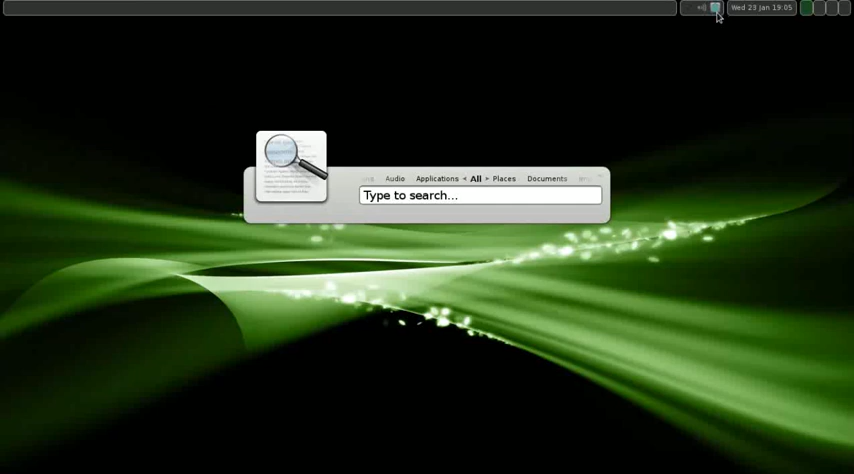 Wed 23 Jan 19:05
Audio Applications All Places Documents
Type to search...